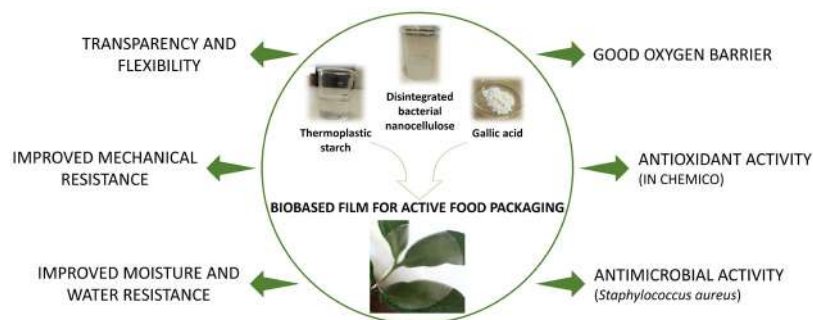 TRANSPARENCY AND
FLEXIBILITY
GOOD OXYGEN BARRIER
Disintegrated
bacterial
nanocellulose
Thermoplastic
starch
Gallic acid
IMPROVED MECHANICAL
RESISTANCE
ANTIOXIDANT ACTIVITY
(IN CHEMICO)
BIOBASED FILM FOR ACTIVE FOOD PACKAGING
IMPROVED MOISTURE AND
WATER RESISTANCE
ANTIMICROBIAL ACTIVITY
(Staphylococcus aureus)